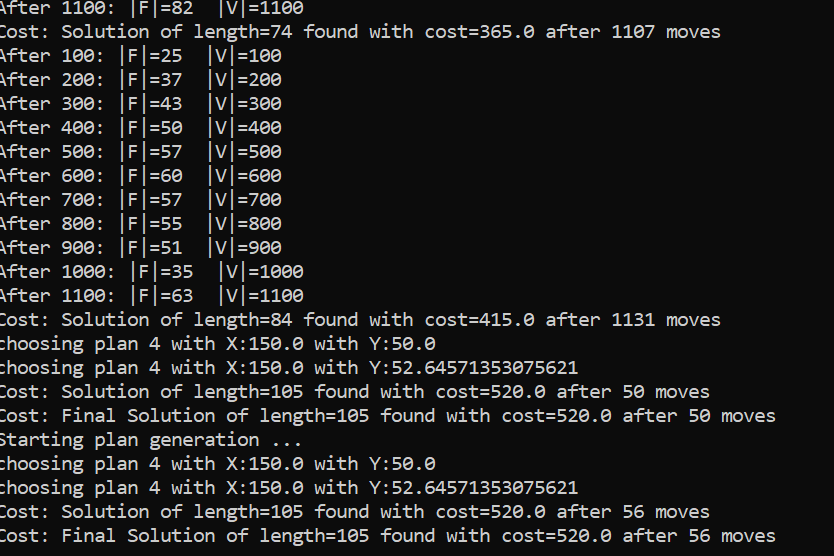 After 1100: |F|=82  |V|=1100
Cost: Solution of length=74 found with cost=365.0 after 1107 moves
After 100: |F|=25  |V|=100
After 200: |F|=37  |V|=200
After 300: |F|=43  |V|=300
After 400: |F|=50  |V|=400
After 500: |F|=57  |V|=500
After 600: |F|=60  |V|=600
After 700: |F|=57  |V|=700
After 800: |F|=55  |V|=800
After 900: |F|=51  |V|=900
After 1000: |F|=35  |V|=1000
After 1100: |F|=63  |V|=1100
Cost: Solution of length=84 found with cost=415.0 after 1131 moves
choosing plan 4 with X:150.0 with Y:50.0
choosing plan 4 with X:150.0 with Y:52.64571353075621
Cost: Solution of length=105 found with cost=520.0 after 50 moves
Cost: Final Solution of length=105 found with cost=520.0 after 50 moves
Starting plan generation ...
choosing plan 4 with X:150.0 with Y:50.0
choosing plan 4 with X:150.0 with Y:52.64571353075621
Cost: Solution of length=105 found with cost=520.0 after 56 moves
Cost: Final Solution of length=105 found with cost=520.0 after 56 moves